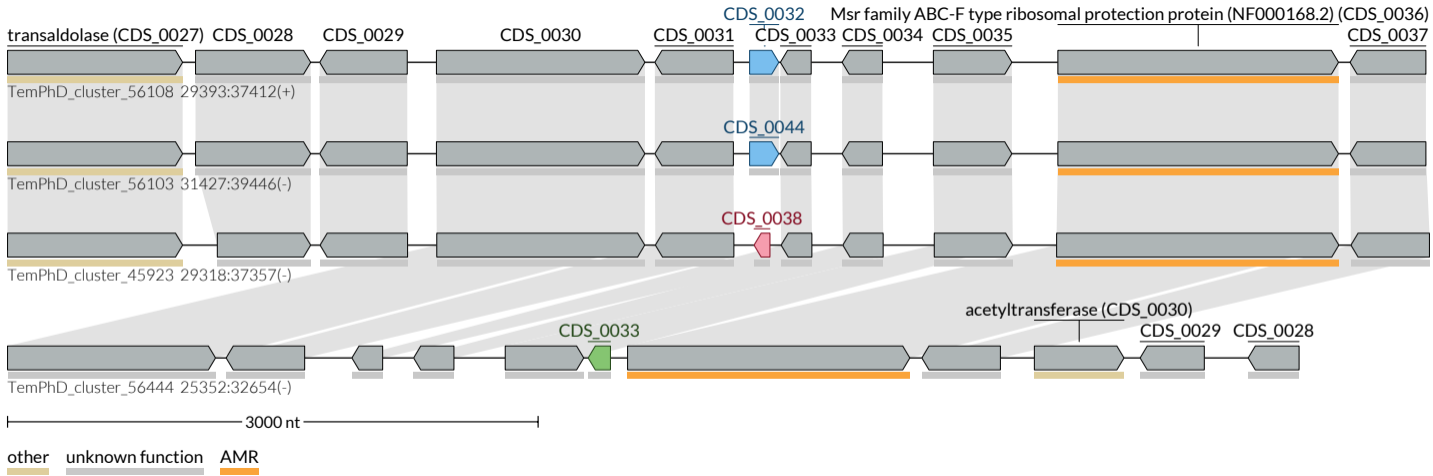 CDS_0032 Msr family ABC-F type ribosomal protection protein (NF000168.2) (CDS_0036)
transaldolase (CDS_0027) CDS_0028 CDS_0029 CDS_0030 CDS_0031 CDS_0033 CDS_0034 CDS_0035 CDS_0037
TemPhD_cluster_56108 29393:37412(+)
CDS_0044
TemPhD_cluster_56103 31427:39446(-)
CDS_0038
TemPhD_cluster_45923 29318:37357(-)
acetyltransferase (CDS_0030)
CDS_0033 CDS_0029 CDS_0028
TemPhD_cluster_56444 25352:32654(-)
3000 nt
other unknown function AMR